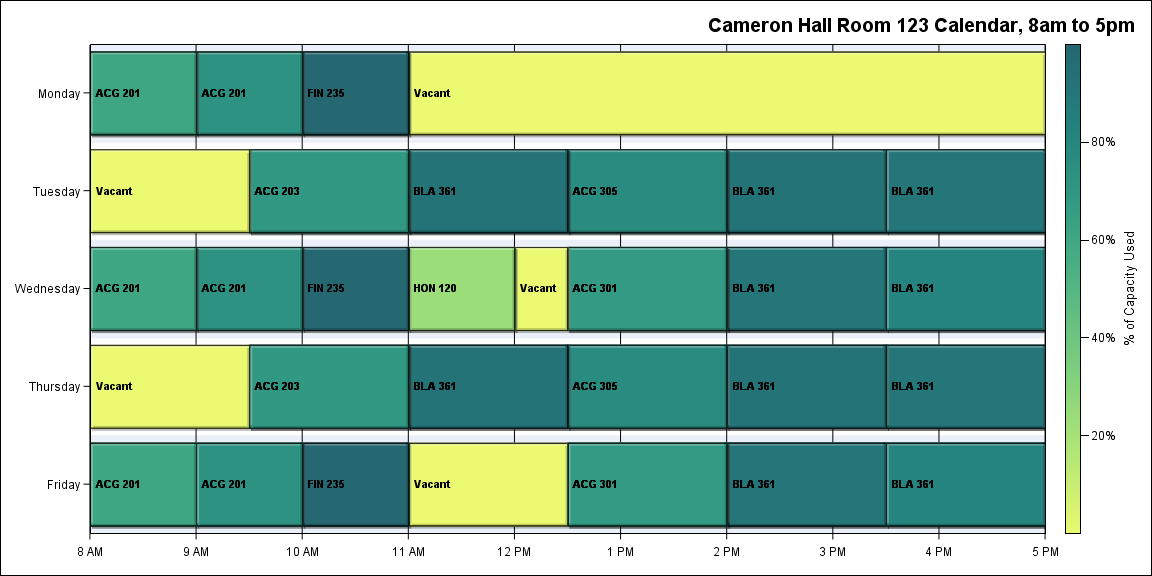 Cameron Hall Room 123 Calendar, 8am to 5pm
Monday
ACG 201
ACG 201
FIN 235
Vacant
Tuesday
Vacant
ACG 203
BLA 361
ACG 305
BLA 361
BLA 361
Wednesday
ACG 201
ACG 201
FIN 235
HON 120
Vacant
ACG 301
BLA 361
BLA 361
Thursday
Vacant
ACG 203
BLA 361
ACG 305
BLA 361
BLA 361
Friday
ACG 201
ACG 201
FIN 235
Vacant
ACG 301
BLA 361
BLA 361
8 AM
9 AM
10 AM
11 AM
12 PM
1 PM
2 PM
3 PM
4 PM
5 PM
80%
60%
40%
20%
% of Capacity Used